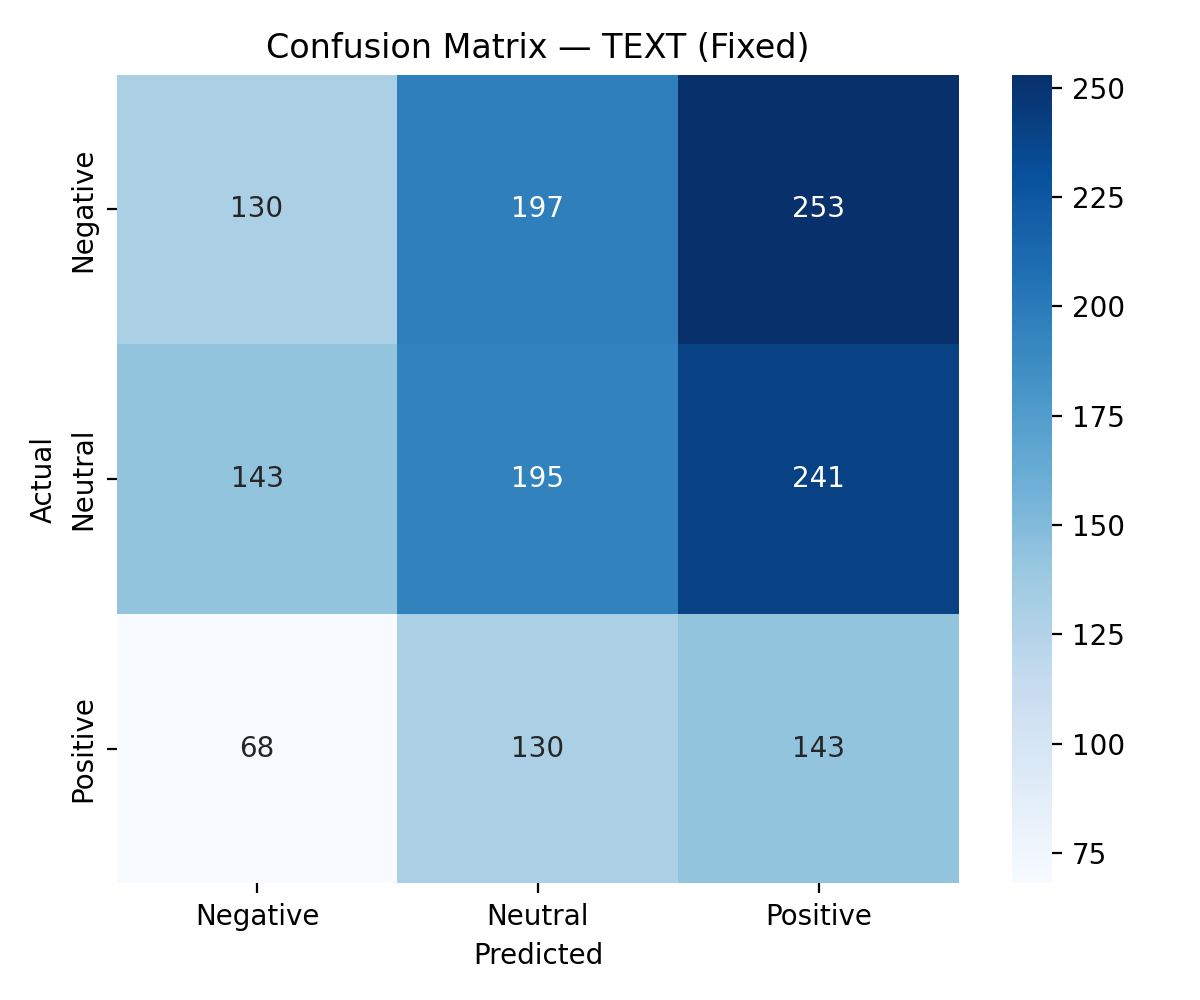 Confusion Matrix — TEXT (Fixed)
Actual
Negative
130 197 253
Neutral
143 195 241
Positive
68 130 143
Negative Neutral Positive
Predicted
250
225
200
175
150
125
100
75